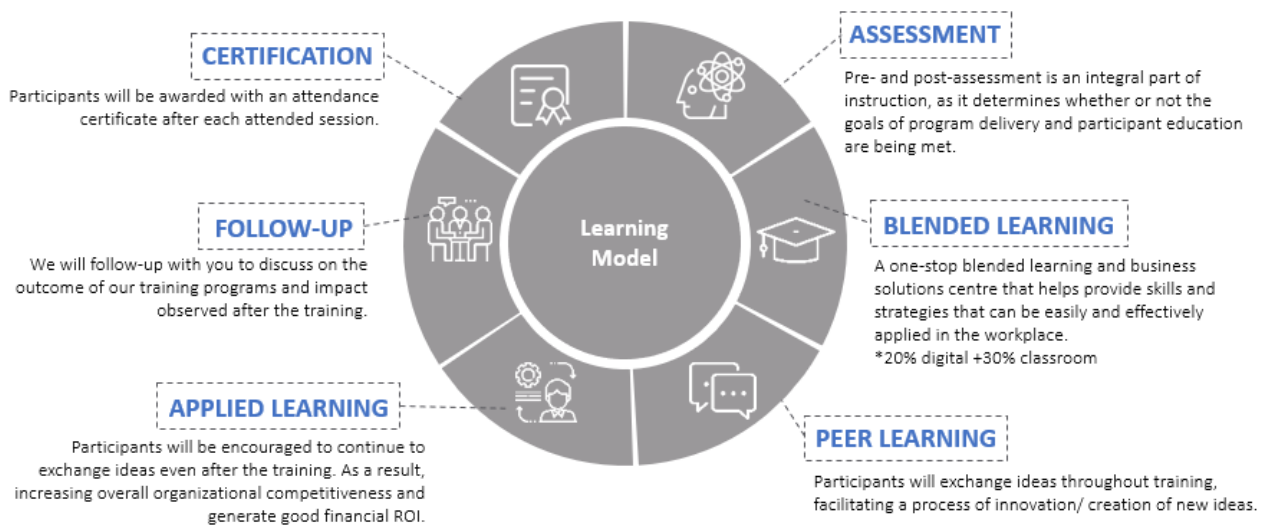 CERTIFICATION
Participants will be awarded with an attendance
certificate after each attended session.
FOLLOW-UP
We will follow-up with you to discuss on the
outcome of our training programs and impact
observed after the training.
APPLIED LEARNING
Participants will be encouraged to continue to
exchange ideas even after the training. As a result,
increasing overall organizational competitiveness and
generate good financial ROI.
Learning
Model
ASSESSMENT
Pre- and post-assessment is an integral part of
instruction, as it determines whether or not the
goals of program delivery and participant education
are being met.
BLENDED LEARNING
A one-stop blended learning and business
solutions centre that helps provide skills and
strategies that can be easily and effectively
applied in the workplace.
*20% digital +30% classroom
PEER LEARNING
Participants will exchange ideas throughout training,
facilitating a process of innovation/ creation of new ideas.